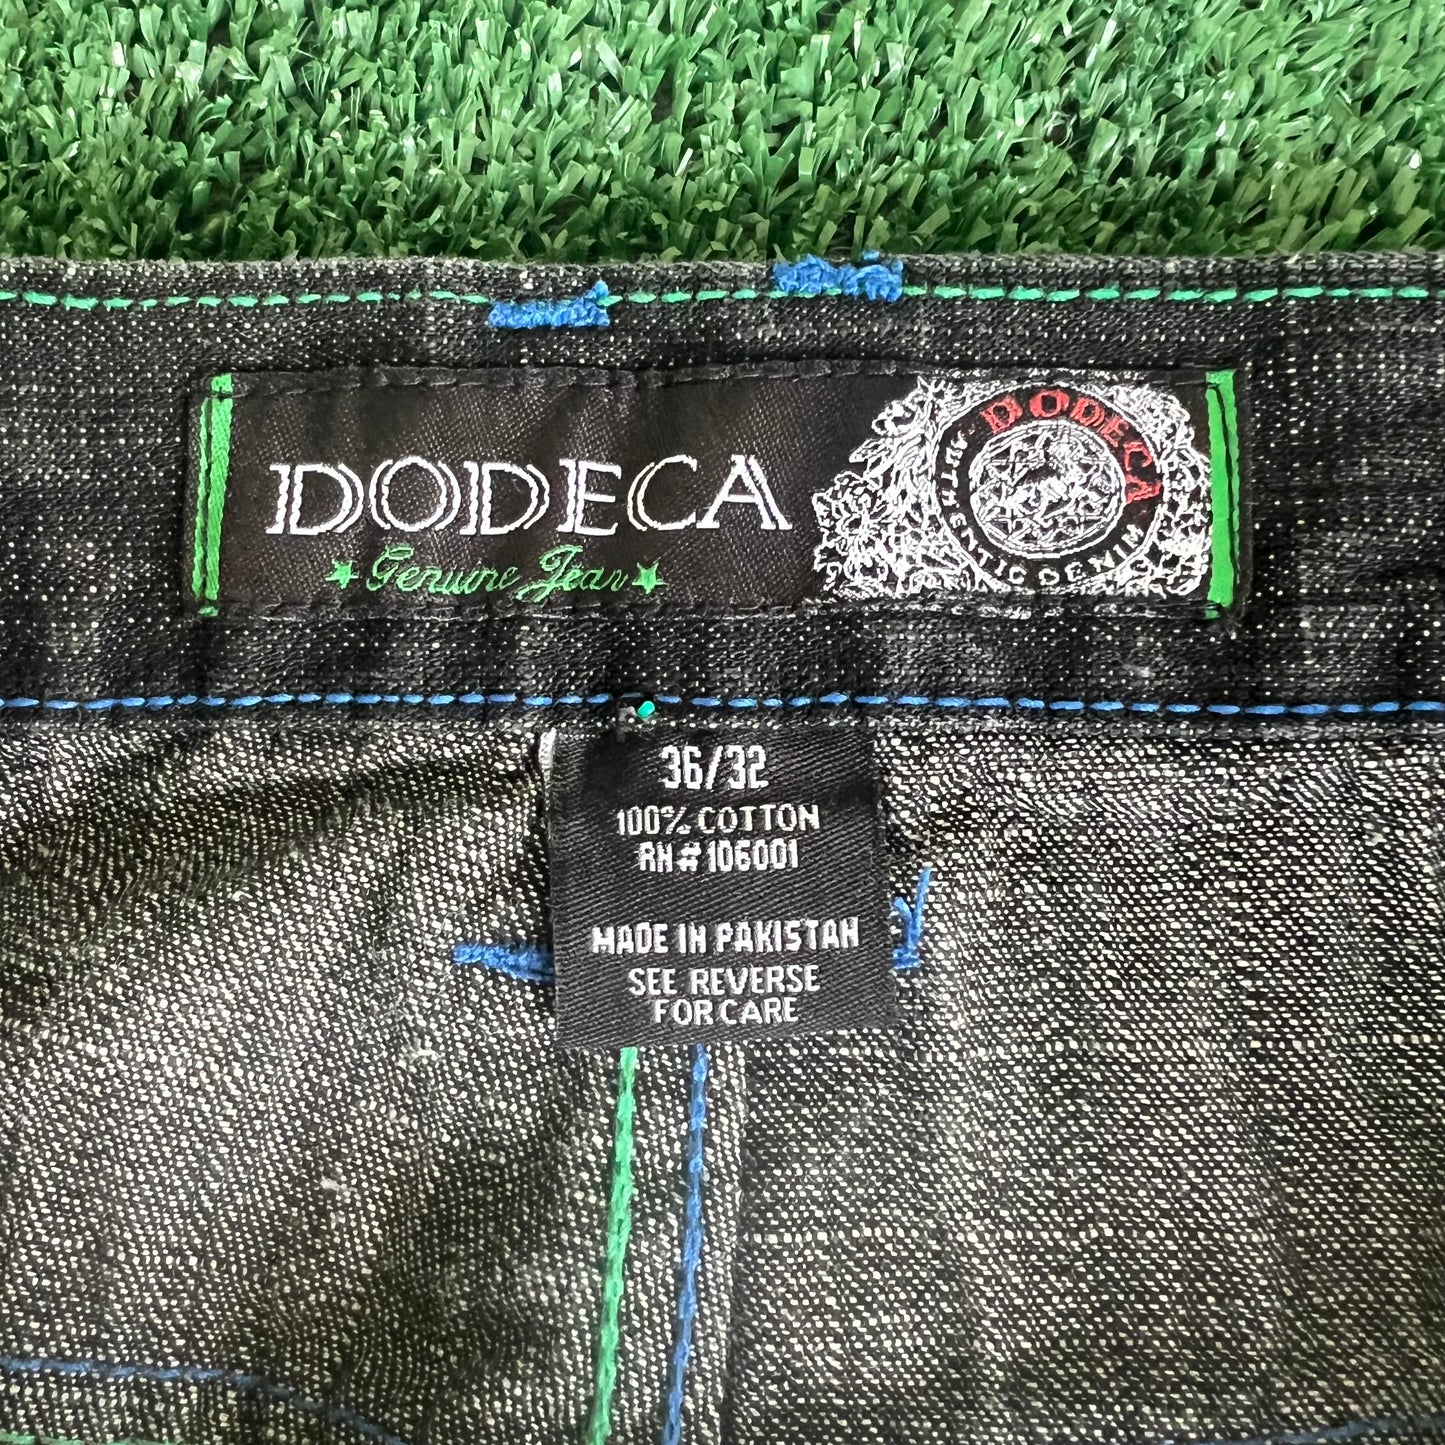 DODECA
Genuine Jean
DODECA
AUTHENTIC DENIM
36/32
100% COTTON
RN# 106001
MADE IN PAKISTAN
SEE REVERSE
FOR CARE